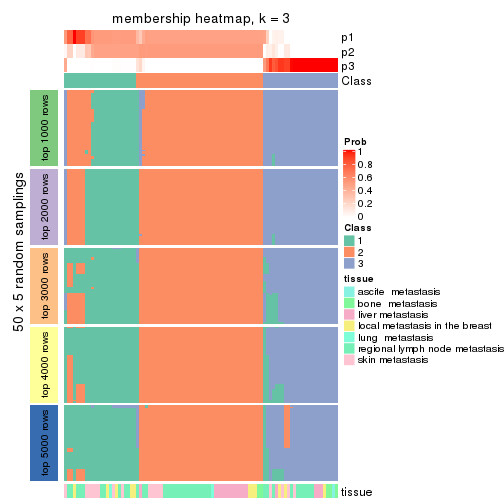 membership heatmap, k = 3
p1
p2
p3
Class
50 x 5 random samplings
top 1000 rows
top 2000 rows
top 3000 rows
top 4000 rows
top 5000 rows
Prob
1
0.8
0.6
0.4
0.2
0
Class
1
2
3
tissue
ascite metastasis
bone metastasis
liver metastasis
local metastasis in the breast
lung metastasis
regional lymph node metastasis
skin metastasis
tissue